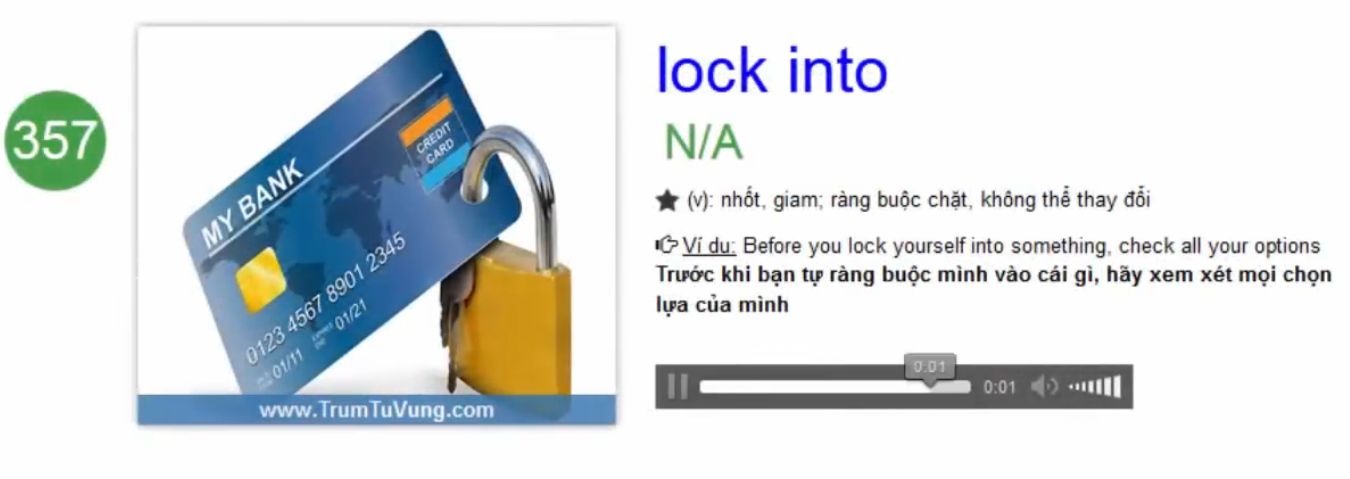 357
MY BANK
CREDIT
CARD
0123 4567 8901 2345
01/11
01/21
www.TrumTuVung.com
lock into
N/A
(v): nhốt, giam; ràng buộc chặt, không thể thay đổi
Ví dụ: Before you lock yourself into something, check all your options
Trước khi bạn tự ràng buộc mình vào cái gì, hãy xem xét mọi chọn
lựa của mình
0:01
0:01